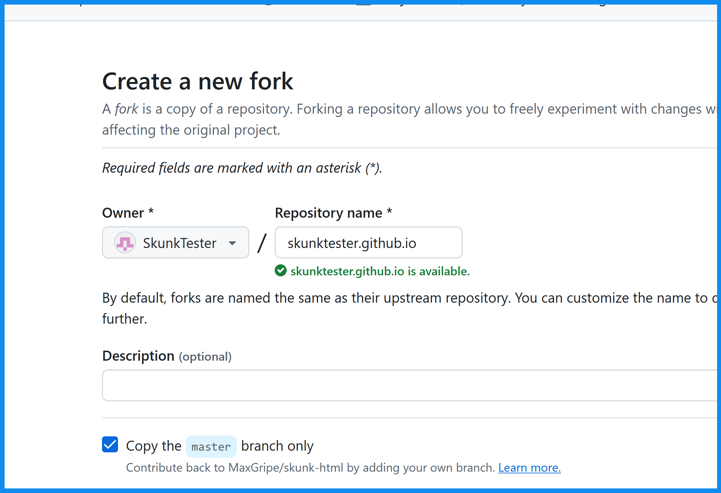 Create a new fork
A fork is a copy of a repository. Forking a repository allows you to freely experiment with changes
affecting the original project.
Required fields are marked with an asterisk (*).
Owner *
Repository name *
SkunkTester
/
skunktester.github.io
skunktester.github.io is available.
By default, forks are named the same as their upstream repository. You can customize the name to
further.
Description (optional)
Copy the master branch only
Contribute back to MaxGripe/skunk-html by adding your own branch. Learn more.